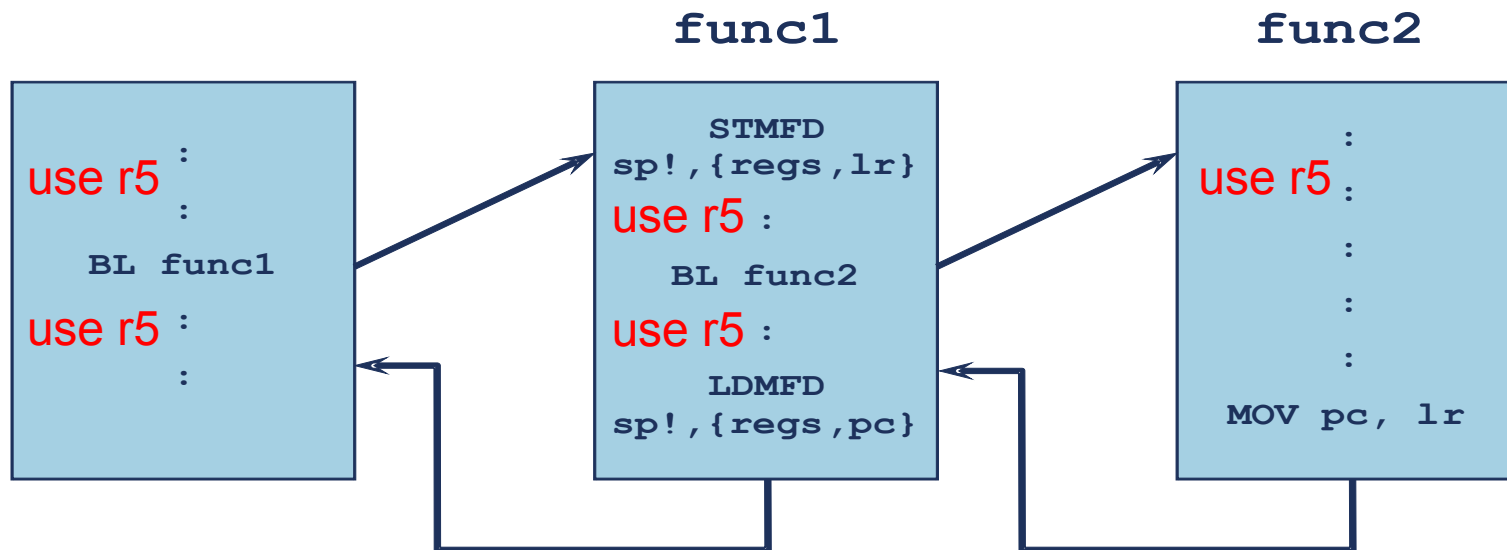 func1
func2
:
use r5
:
BL func1
use r5 :
:
STMFD
sp!,{regs,lr}
use r5 :
BL func2
use r5 :
LDMFD
sp!,{regs,pc}
:
use r5 :
:
:
:
MOV pc, lr